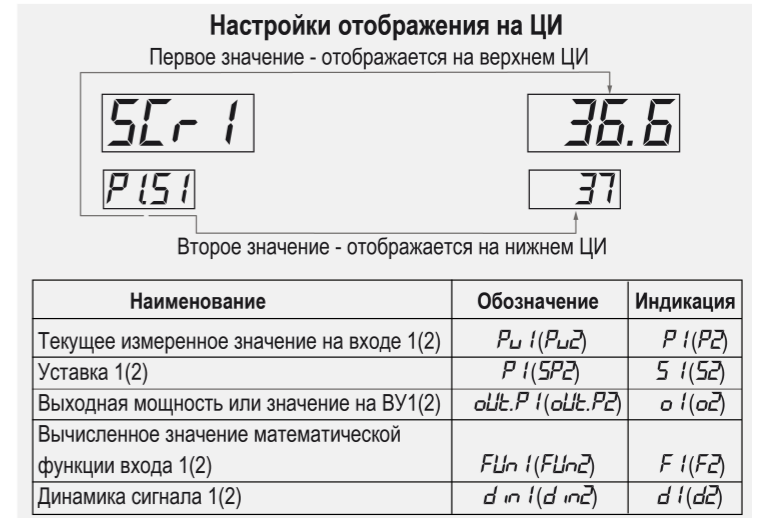 Настройки отображения на ЦИ
Первое значение - отображается на верхнем ЦИ
SCr 1 36.6
P1.S1 37
Второе значение - отображается на нижнем ЦИ
Наименование Обозначение Индикация
Текущее измеренное значение на входе 1(2) Pu 1(Pu2) P 1(P2)
Уставка 1(2) P 1(SP2) S 1(S2)
Выходная мощность или значение на ВУ1(2) oUt.P 1(oUt.P2) o 1(o2)
Вычисленное значение математической
функции входа 1(2) FUn 1(FUn2) F 1(F2)
Динамика сигнала 1(2) d in 1(d in2) d 1(d2)